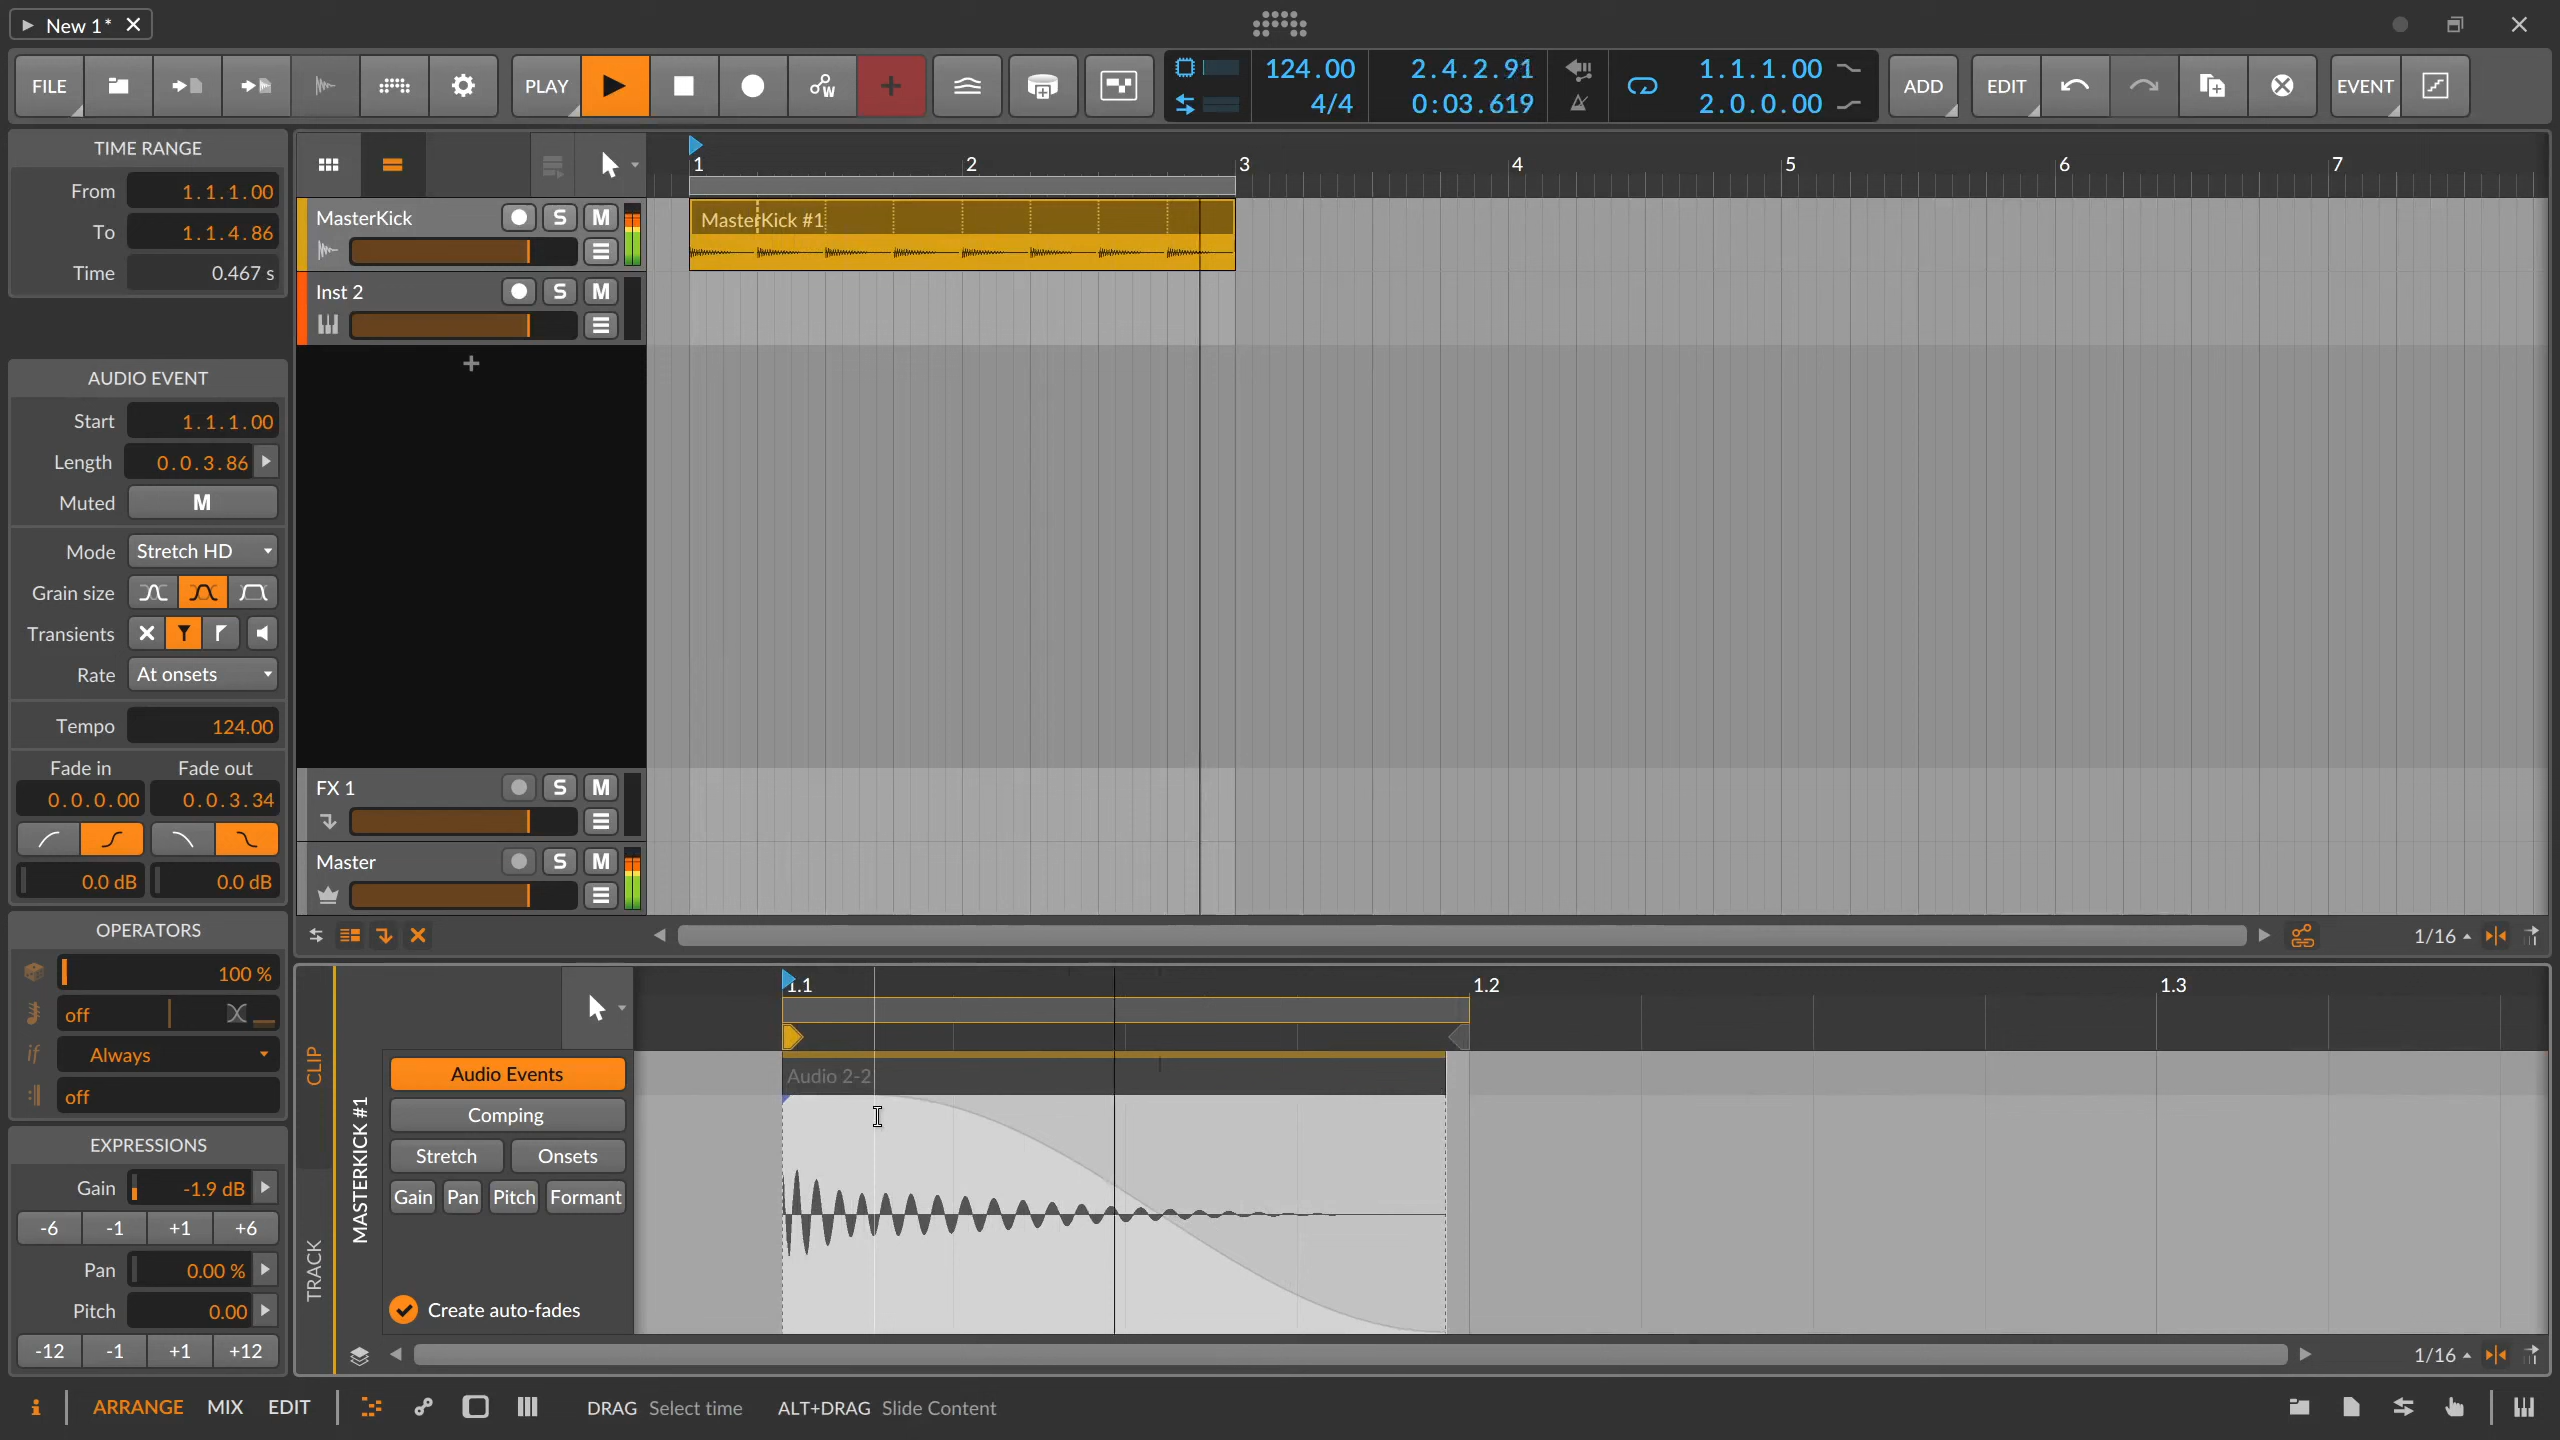 New 1*
FILE PLAY + 124.00 2.4.2.91 1.1.1.00 ADD EDIT EVENT
4/4 0:03.619 2.0.0.00
TIME RANGE
From 1.1.1.00
To 1.1.4.86
Time 0.467 s
1 2 3 4 5 6 7
MasterKick S M
MasterKick #1
Inst 2 S M
+
AUDIO EVENT
Start 1.1.1.00
Length 0.0.3.86
Muted M
Mode Stretch HD
Grain size
Transients
Rate At onsets
Tempo 124.00
Fade in Fade out
0.0.0.00 0.0.3.34
0.0 dB 0.0 dB
FX 1 S M
Master S M
1/16
OPERATORS
100 %
off
if Always
off
EXPRESSIONS
Gain -1.9 dB
-6 -1 +1 +6
Pan 0.00 %
Pitch 0.00
-12 -1 +1 +12
CLIP
TRACK
MASTERKICK #1
1.1 1.2 1.3
Audio Events
Comping
Stretch Onsets
Gain Pan Pitch Formant
Create auto-fades
Audio 2-2
1/16
i ARRANGE MIX EDIT DRAG Select time ALT+DRAG Slide Content